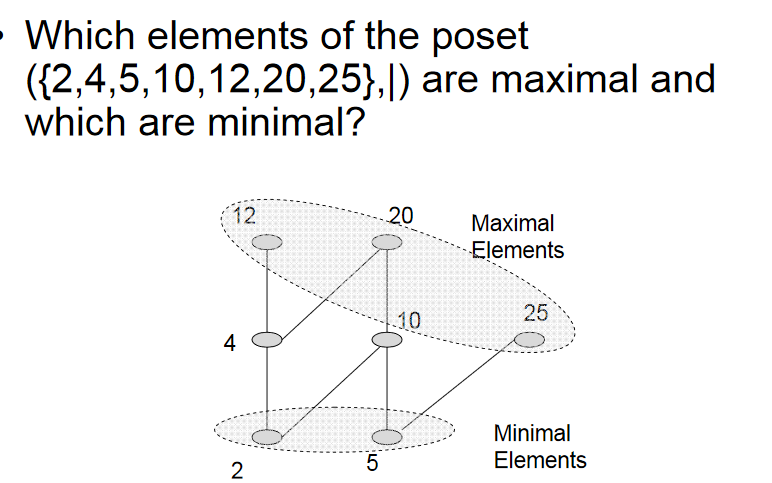 • Which elements of the poset
({2,4,5,10,12,20,25},|) are maximal and
which are minimal?
12
20
Maximal
Elements
10
25
4
Minimal
Elements
2
5